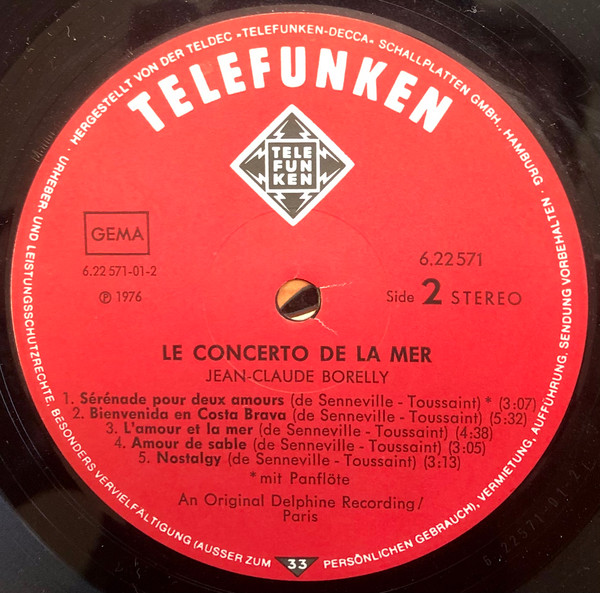 · HERGESTELLT VON DER TELDEC »TELEFUNKEN-DECCA« SCHALLPLATTEN GMBH., HAMBURG ·
URHEBER- UND LEISTUNGSSCHUTZRECHTE, BESONDERS VERVIELFÄLTIGUNG (AUSSER ZUM PERSÖNLICHEN GEBRAUCH), VERMIETUNG, AUFFÜHRUNG, SENDUNG VORBEHALTEN ·
TELEFUNKEN
TELE
FUN
KEN
GEMA
6.22571-01-2
℗ 1976
6.22571
Side 2 STEREO
LE CONCERTO DE LA MER
JEAN-CLAUDE BORELLY
1. Sérénade pour deux amours (de Senneville - Toussaint) * (3:07)
2. Bienvenida en Costa Brava (de Senneville - Toussaint) (5:32)
3. L'amour et la mer (de Senneville - Toussaint) (4:38)
4. Amour de sable (de Senneville - Toussaint) (3:05)
5. Nostalgy (de Senneville - Toussaint) (3:13)
* mit Panflöte
An Original Delphine Recording/
Paris
33
6.22571-01-2